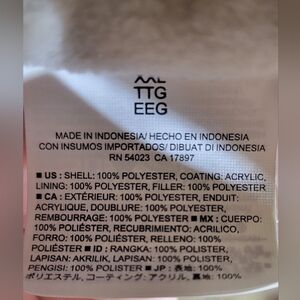 XXL
TTG
EEG
MADE IN INDONESIA/ HECHO EN INDONESIA
CON INSUMOS IMPORTADOS/ DIBUAT DI INDONESIA
RN 54023 CA 17897
■ US : SHELL: 100% POLYESTER, COATING: ACRYLIC,
LINING: 100% POLYESTER, FILLER: 100% POLYESTER
■ CA : EXTÉRIEUR: 100% POLYESTER, ENDUIT:
ACRYLIQUE, DOUBLURE: 100% POLYESTER,
REMBOURRAGE: 100% POLYESTER ■ MX : CUERPO:
100% POLIÉSTER, RECUBRIMIENTO: ACRILICO,
FORRO: 100% POLIÉSTER, RELLENO: 100%
POLIÉSTER ■ ID : RANGKA: 100% POLISTER,
LAPISAN: AKRILIK, LAPISAN: 100% POLISTER,
PENGISI: 100% POLISTER ■ JP : 表地: 100%
ポリエステル, コーティング: アクリル, 裏地: 100%